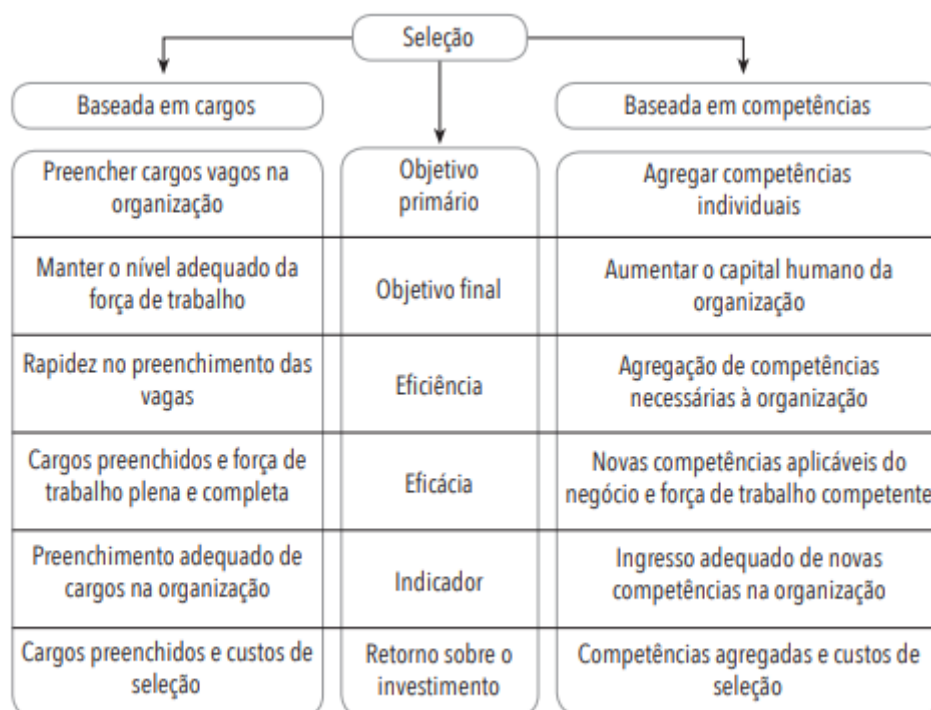 Seleção
Baseada em cargos
Baseada em competências
Preencher cargos vagos na
organização
Objetivo
primário
Agregar competências
individuais
Manter o nível adequado da
força de trabalho
Objetivo final
Aumentar o capital humano da
organização
Rapidez no preenchimento das
vagas
Eficiência
Agregação de competências
necessárias à organização
Cargos preenchidos e força de
trabalho plena e completa
Eficácia
Novas competências aplicáveis do
negócio e força de trabalho competente
Preenchimento adequado de
cargos na organização
Indicador
Ingresso adequado de novas
competências na organização
Cargos preenchidos e custos de
seleção
Retorno sobre o
investimento
Competências agregadas e custos de
seleção